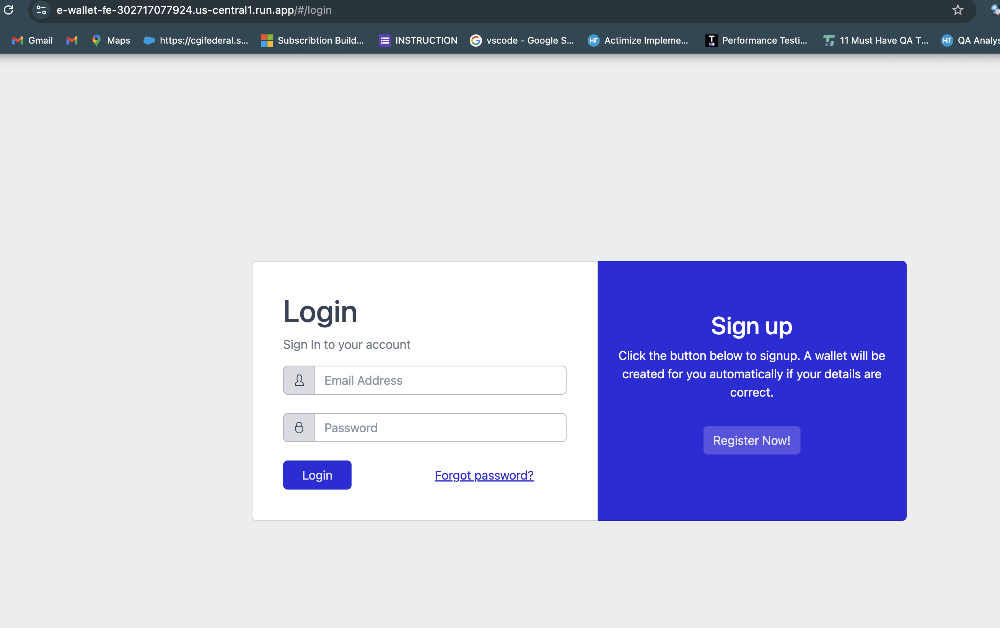 e-wallet-fe-302717077924.us-central1.run.app/#/login
Gmail Maps https://cgifederal.s... Subscribtion Build... INSTRUCTION vscode - Google S... HiT Actimize Impleme... T Performance Testi... 11 Must Have QA T... HiT QA Analys
Login
Sign In to your account
Email Address
Password
Login Forgot password?
Sign up
Click the button below to signup. A wallet will be
created for you automatically if your details are
correct.
Register Now!